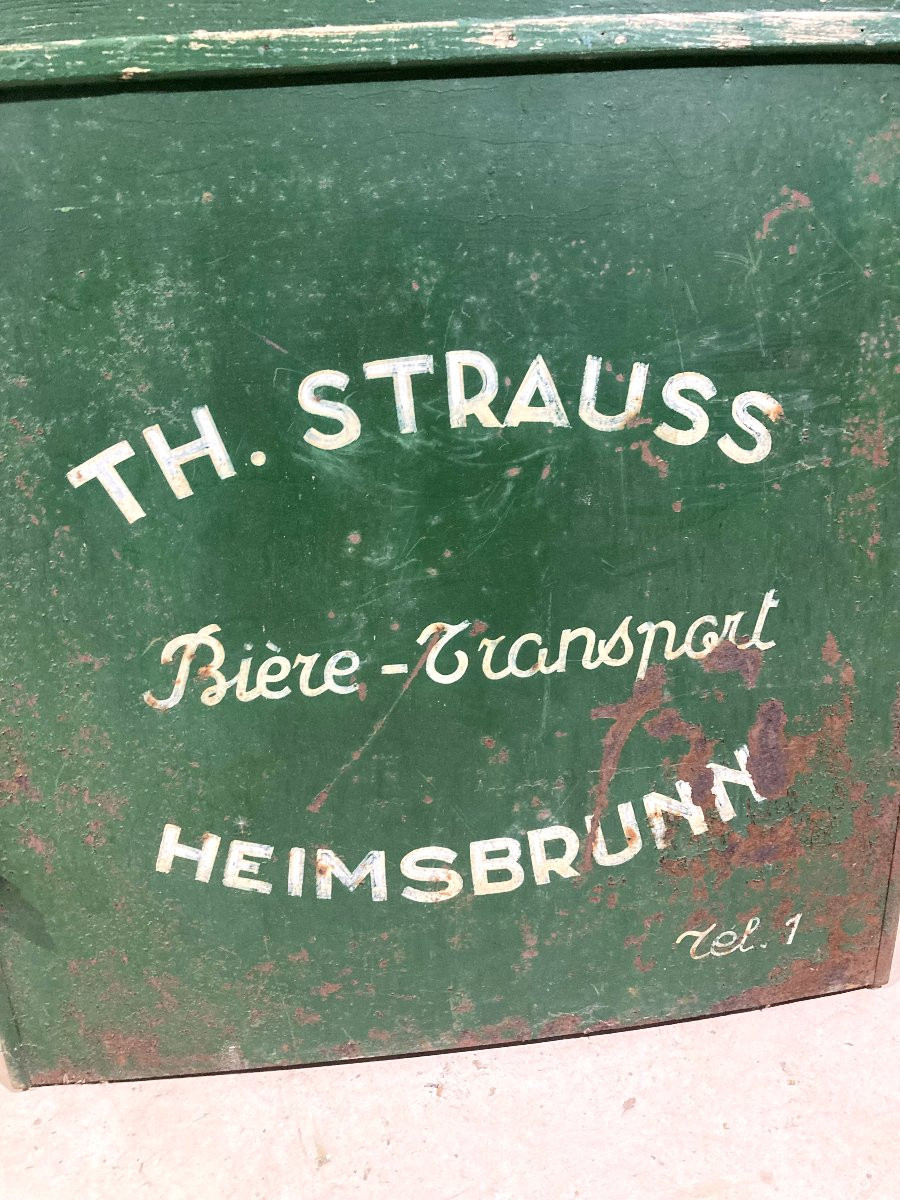 TH. STRAUSS
Bière-Transport
HEIMSBRUNN
Tel. 1